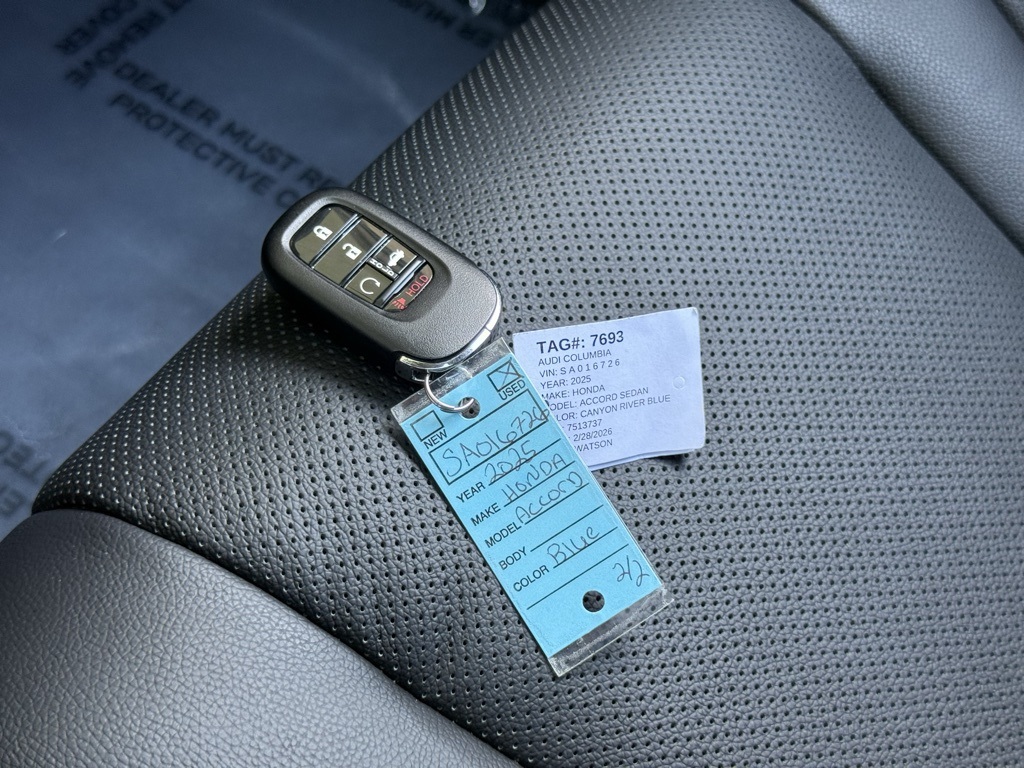 DEALER MUST RE
PROTECTIVE C
HOLD
TAG#: 7693
AUDI COLUMBIA
VIN: S A 0 1 6 7 2 6
YEAR: 2025
MAKE: HONDA
ODEL: ACCORD SEDAN
LOR: CANYON RIVER BLUE
: 7513737
: 2/28/2026
WATSON
NEW
USED
SA016726
YEAR 2025
MAKE HONDA
MODEL ACCORD
BODY
COLOR Blue
2/2